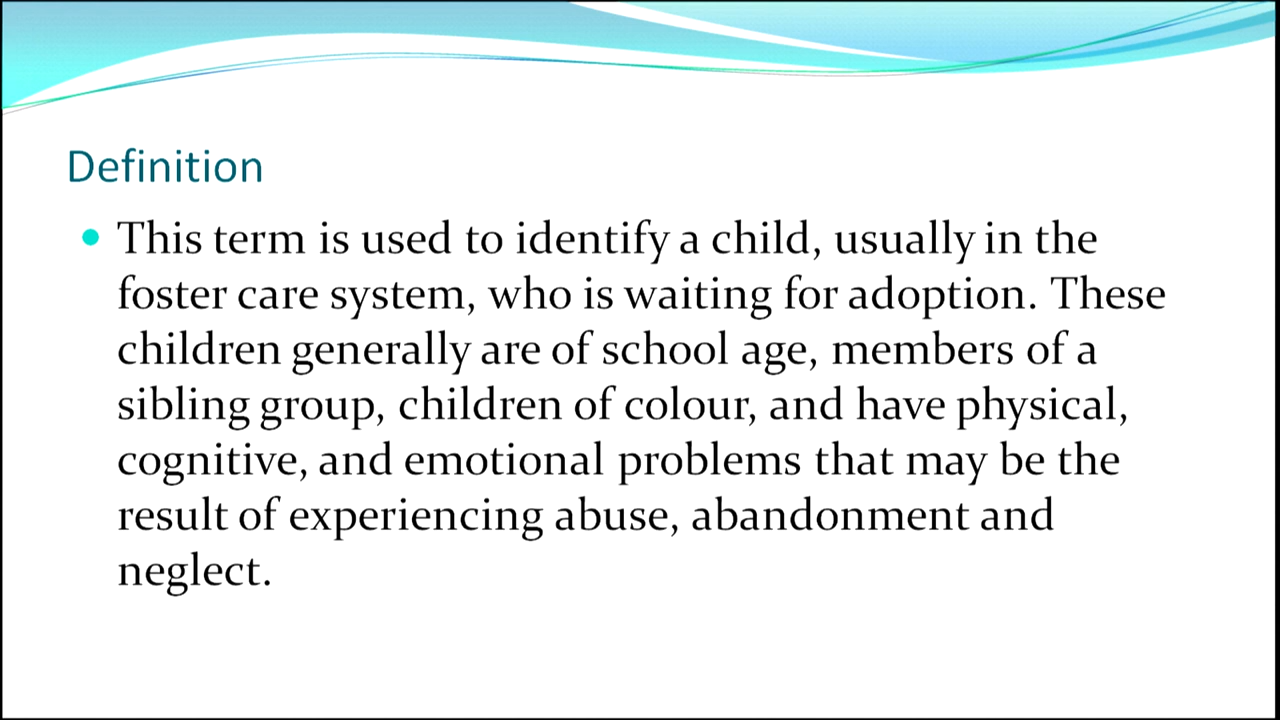 Definition
This term is used to identify a child, usually in the
foster care system, who is waiting for adoption. These
children generally are of school age, members of a
sibling group, children of colour, and have physical,
cognitive, and emotional problems that may be the
result of experiencing abuse, abandonment and
neglect.